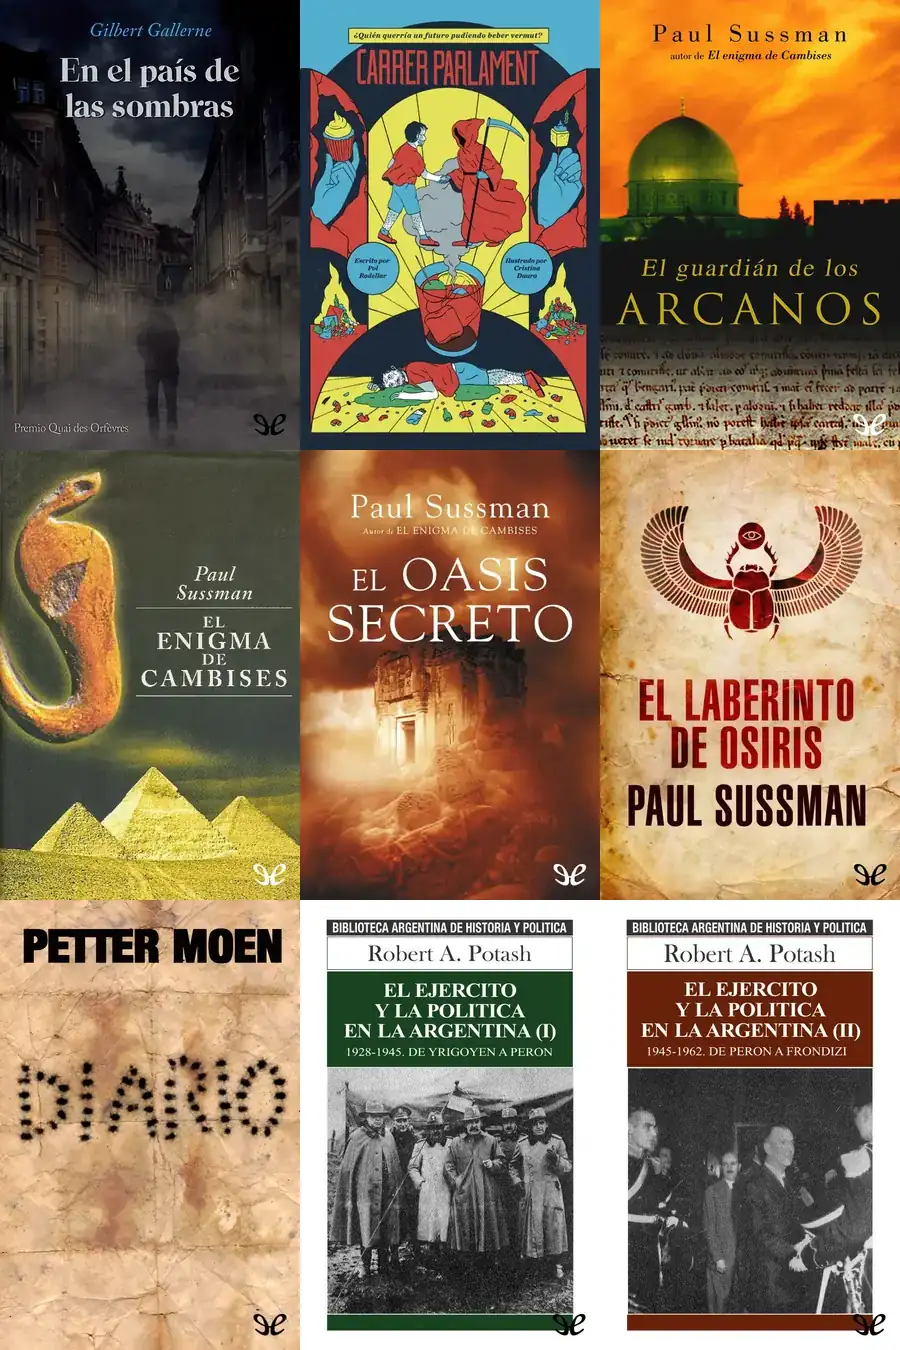 Gilbert Gallerne
En el país de
las sombras
Premio Quai des Orfèvres
¿Quién querría un futuro pudiendo beber vermut?
CARRER PARLAMENT
Escrito por
Pol
Rodellar
Ilustrado por
Cristina
Daura
Paul Sussman
autor de El enigma de Cambises
El guardián de los
ARCANOS
Paul
Sussman
EL
ENIGMA
DE
CAMBISES
Paul Sussman
Autor de EL ENIGMA DE CAMBISES
EL OASIS
SECRETO
EL LABERINTO
DE OSIRIS
PAUL SUSSMAN
PETTER MOEN
DIARIO
BIBLIOTECA ARGENTINA DE HISTORIA Y POLITICA
Robert A. Potash
EL EJERCITO
Y LA POLITICA
EN LA ARGENTINA (I)
1928-1945. DE YRIGOYEN A PERON
BIBLIOTECA ARGENTINA DE HISTORIA Y POLITICA
Robert A. Potash
EL EJERCITO
Y LA POLITICA
EN LA ARGENTINA (II)
1945-1962. DE PERON A FRONDIZI